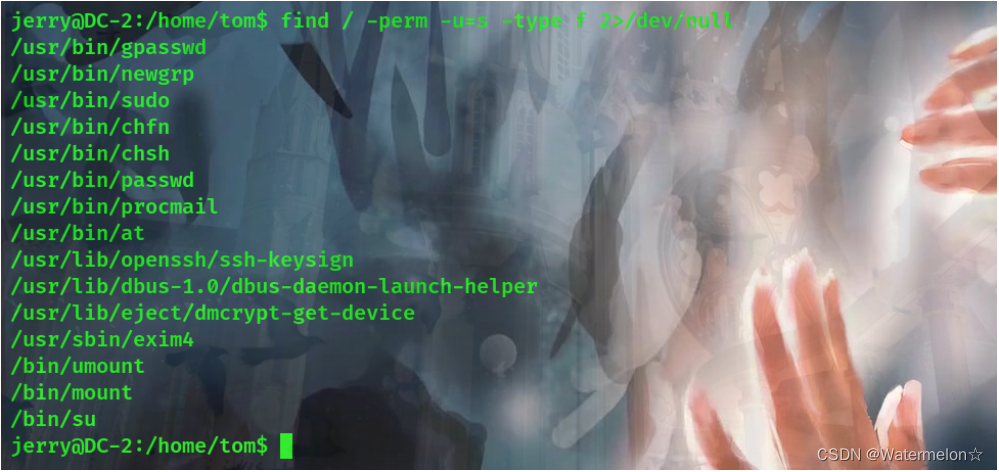 jerry@DC-2:/home/tom$ find / -perm -u=s -type f 2>/dev/null
/usr/bin/gpasswd
/usr/bin/newgrp
/usr/bin/sudo
/usr/bin/chfn
/usr/bin/chsh
/usr/bin/passwd
/usr/bin/procmail
/usr/bin/at
/usr/lib/openssh/ssh-keysign
/usr/lib/dbus-1.0/dbus-daemon-launch-helper
/usr/lib/eject/dmcrypt-get-device
/usr/sbin/exim4
/bin/umount
/bin/mount
/bin/su
jerry@DC-2:/home/tom$
CSDN @Watermelon☆